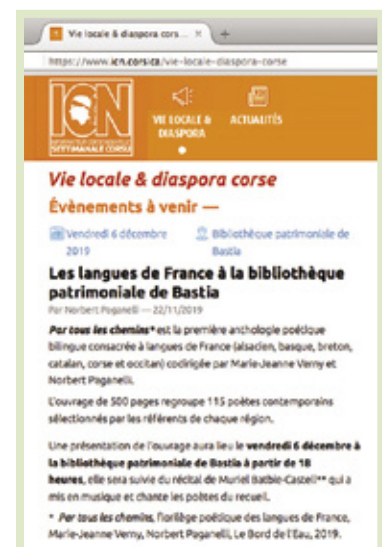 Vie locale & diaspora cors...
https://www.icn.corsica/vie-locale-diaspora-corse
ICN
SETTIMANALE CORSU
VIE LOCALE &
DIASPORA
ACTUALITÉS
Vie locale & diaspora corse
Évènements à venir —
Vendredi 6 décembre
2019
Bibliothèque patrimoniale de
Bastia
Les langues de France à la bibliothèque
patrimoniale de Bastia
Par Norbert Paganelli — 22/11/2019
Par tous les chemins* est la première anthologie poétique
bilingue consacrée à langues de France (alsacien, basque, breton,
catalan, corse et occitan) codirigée par Marie-Jeanne Verny et
Norbert Paganelli.
L'ouvrage de 500 pages regroupe 115 poètes contemporains
sélectionnés par les référents de chaque région.
Une présentation de l'ouvrage aura lieu le vendredi 6 décembre à
la bibliothèque patrimoniale de Bastia à partir de 18
heures, elle sera suivie du récital de Muriel Batbie-Castell** qui a
mis en musique et chante les poètes du recueil.
* Par tous les chemins, florilège poétique des langues de France,
Marie-Jeanne Verny, Norbert Paganelli, Le Bord de l'Eau, 2019.